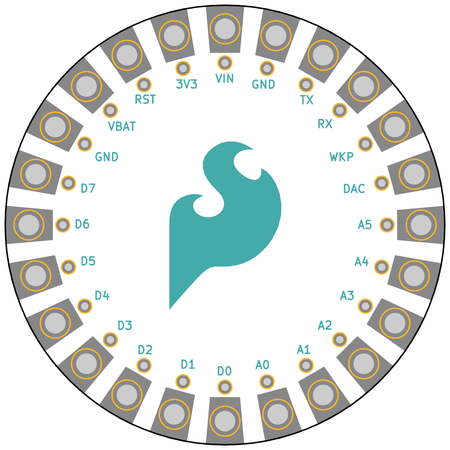 VIN
3V3
GND
RST
TX
VBAT
RX
GND
WKP
D7
DAC
D6
A5
D5
A4
D4
A3
D3
A2
D2
A1
D1
A0
D0